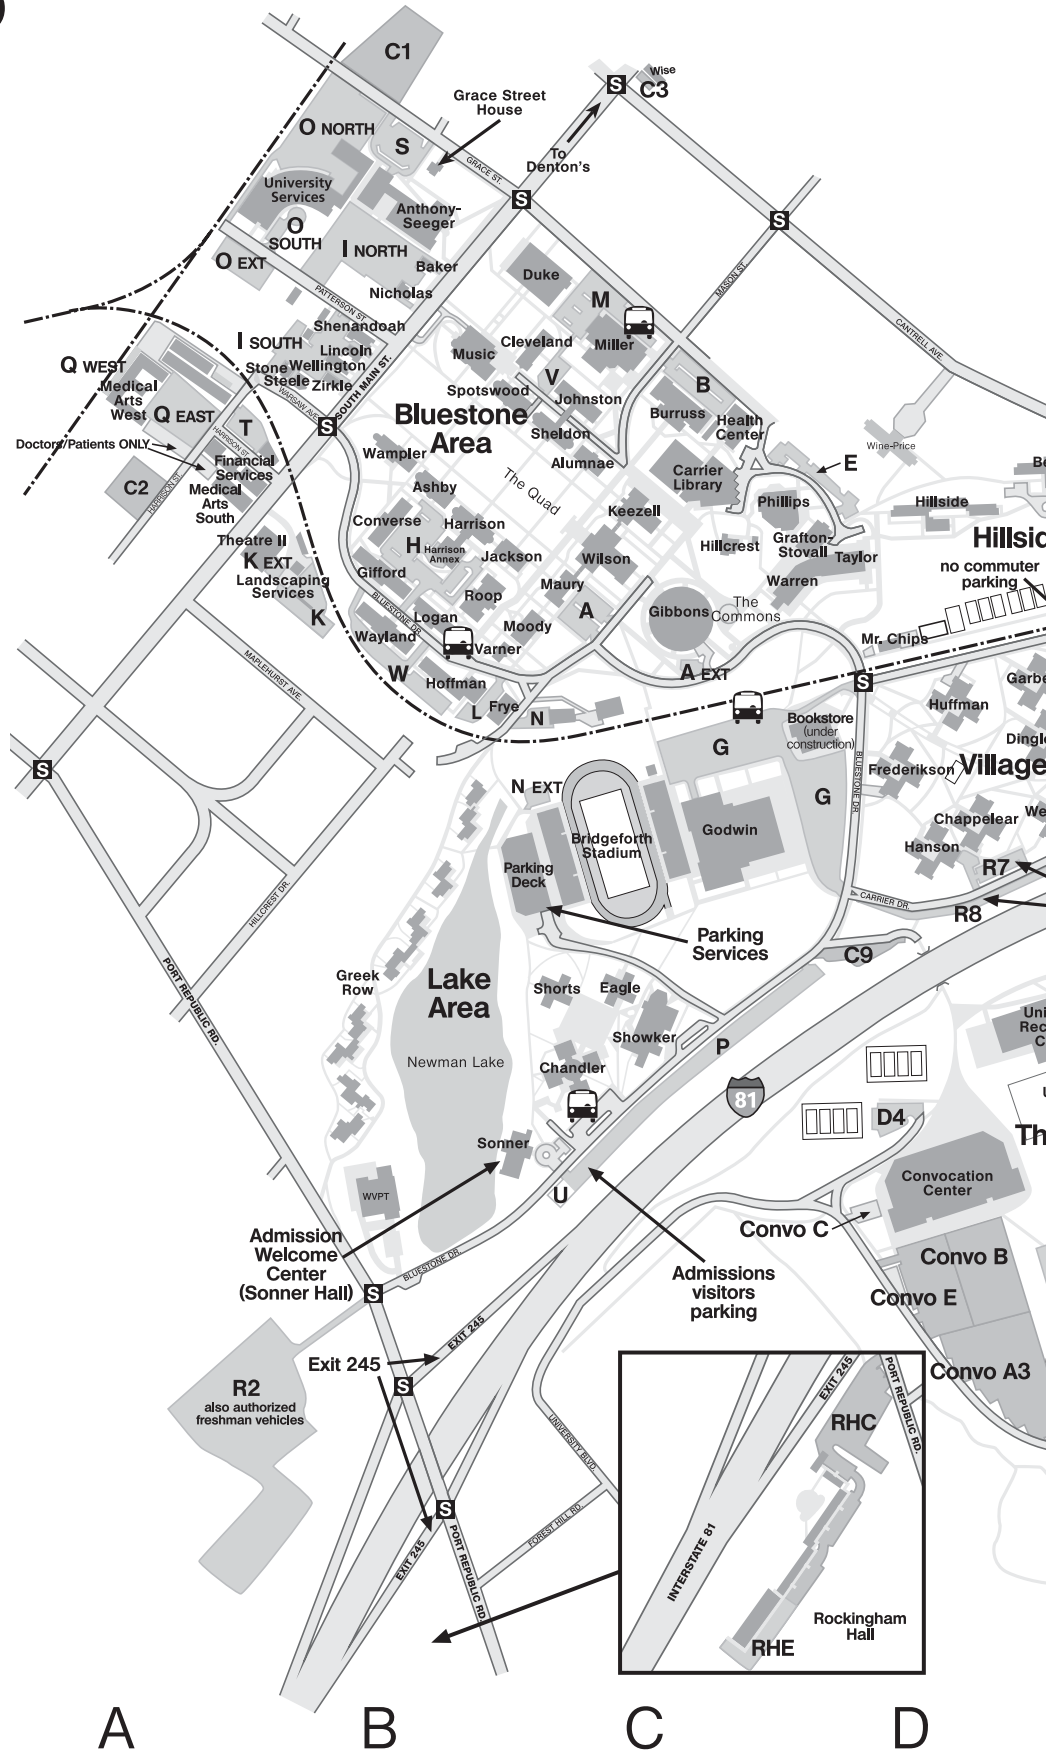 C1
Wise
S
C3
Grace Street
House
O NORTH
S
To
Denton's
GRACE ST.
University
Services
S
Anthony-
Seeger
S
O
SOUTH
I NORTH
O EXT
Baker
Duke
MASON ST.
Nicholas
PATTERSON ST.
M
Shenandoah
CANTRELL AVE.
I SOUTH
Cleveland
Miller
Lincoln
Music
Q WEST
Stone
Wellington
Steele
Zirkle
SOUTH MAIN ST.
V
B
Medical
Arts
West
Spotswood
WARSAW AVE.
Johnston
Q EAST
Bluestone
Area
Burruss
T
S
Health
Center
Sheldon
HARRISON ST.
Doctors/Patients ONLY
Wampler
Wine-Price
Financial
Services
Alumnae
E
Carrier
Library
C2
Ashby
The Quad
Medical
Arts
South
HARRISON ST.
Phillips
Hillside
Keezell
Converse
Harrison
Theatre II
H
Harrison
Annex
Hillcrest
Grafton-
Stovall
K EXT
Jackson
Wilson
Taylor
no commuter
parking
Gifford
Landscaping
Services
Maury
Warren
Roop
BLUESTONE DR.
K
Logan
A
Gibbons
The
Commons
Moody
Wayland
Mr. Chips
Varner
MAPLEHURST AVE.
W
A EXT
S
Hoffman
L
Frye
N
Huffman
Bookstore
(under
construction)
G
S
Frederikson
Village
BLUESTONE DR.
N EXT
G
Chappelear
Bridgeforth
Stadium
Godwin
Hanson
Parking
Deck
R7
HILLCREST DR.
CARRIER DR.
R8
Parking
Services
C9
PORT REPUBLIC RD.
Greek
Row
Lake
Area
Shorts
Eagle
Showker
P
Newman Lake
Chandler
81
D4
Sonner
Convocation
Center
WVPT
U
Admission
Welcome
Center
(Sonner Hall)
Convo C
BLUESTONE DR.
Convo B
Admissions
visitors
parking
S
Convo E
EXIT 245
Exit 245
Convo A3
R2
also authorized
freshman vehicles
S
EXIT 245
PORT REPUBLIC RD.
RHC
UNIVERSITY BLVD.
S
FOREST HILL RD.
EXIT 245
PORT REPUBLIC RD.
INTERSTATE 81
Rockingham
Hall
RHE
A
B
C
D